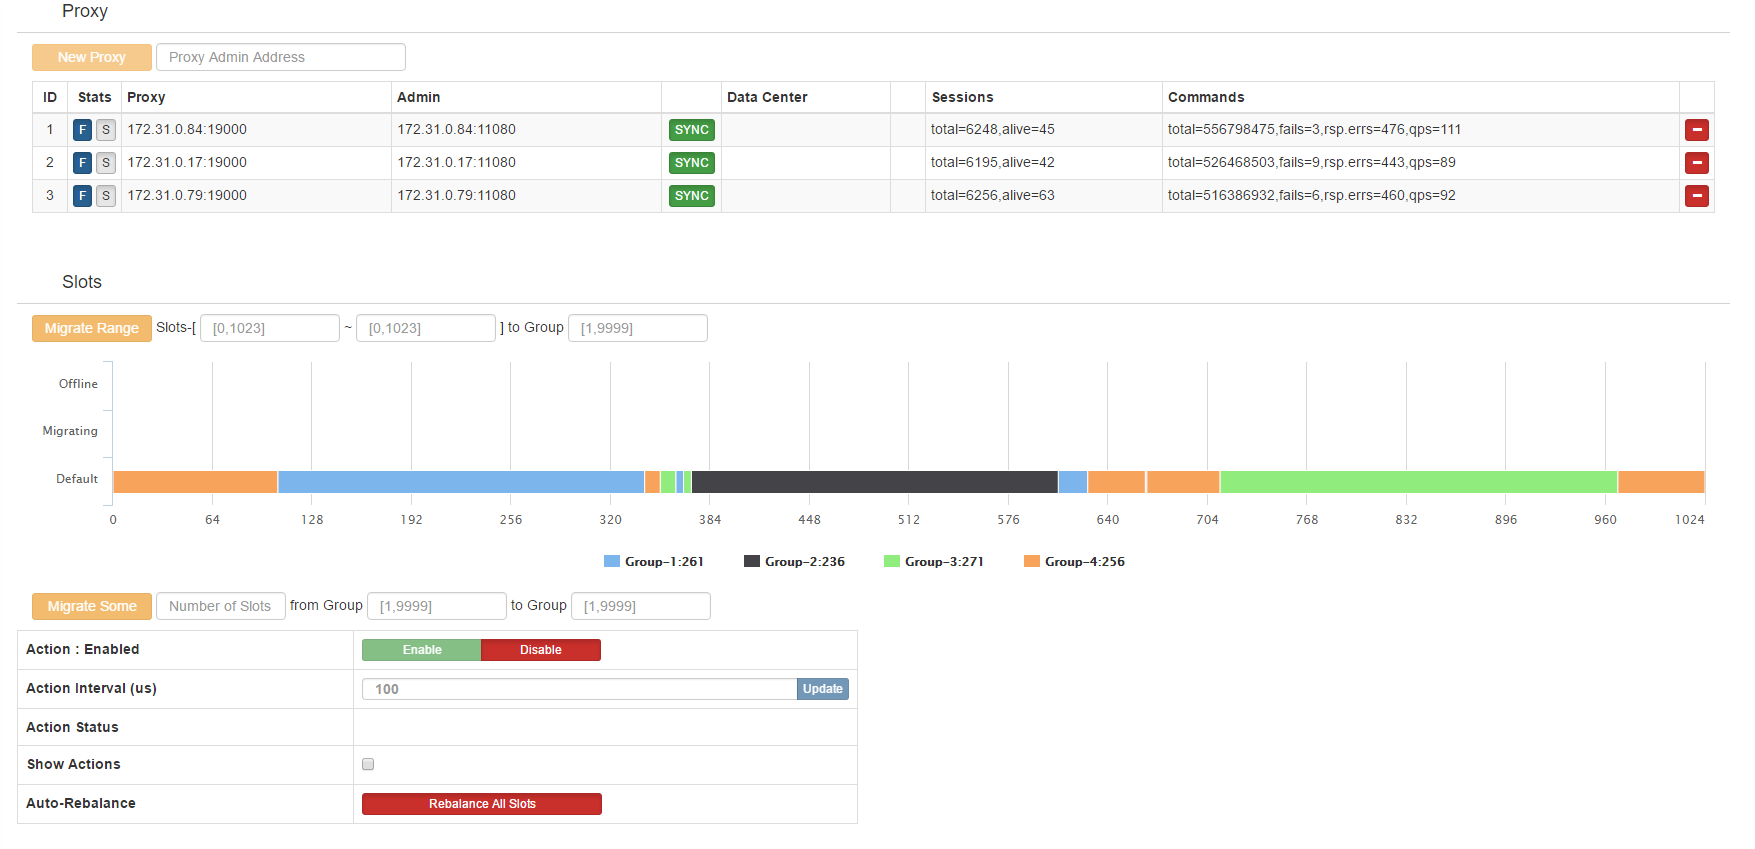 Proxy
New Proxy Proxy Admin Address
ID Stats Proxy Admin Data Center Sessions Commands
1 F S 172.31.0.84:19000 172.31.0.84:11080 SYNC total=6248,alive=45 total=556798475,fails=3,rsp.errs=476,qps=111
2 F S 172.31.0.17:19000 172.31.0.17:11080 SYNC total=6195,alive=42 total=526468503,fails=9,rsp.errs=443,qps=89
3 F S 172.31.0.79:19000 172.31.0.79:11080 SYNC total=6256,alive=63 total=516386932,fails=6,rsp.errs=460,qps=92
Slots
Migrate Range Slots-[ [0,1023] ~ [0,1023] ] to Group [1,9999]
Offline
Migrating
Default
0 64 128 192 256 320 384 448 512 576 640 704 768 832 896 960 1024
Group-1:261 Group-2:236 Group-3:271 Group-4:256
Migrate Some Number of Slots from Group [1,9999] to Group [1,9999]
Action : Enabled Enable Disable
Action Interval (us) 100 Update
Action Status
Show Actions
Auto-Rebalance Rebalance All Slots